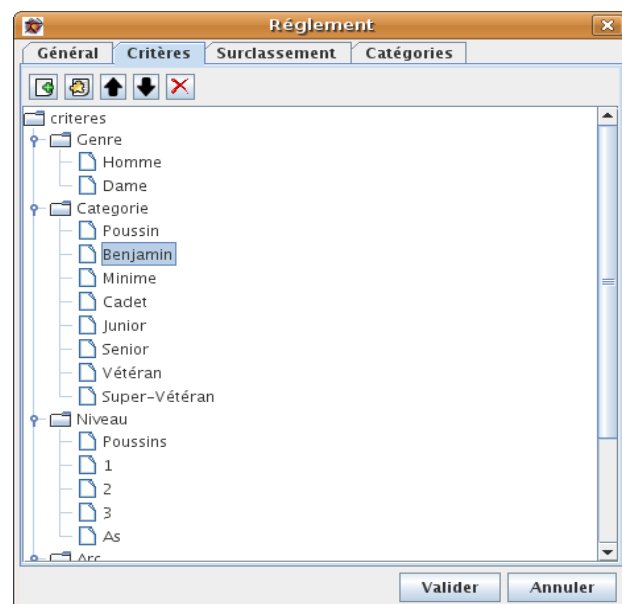 Réglement
Général Critères Surclassement Catégories
criteres
Genre
Homme
Dame
Categorie
Poussin
Benjamin
Minime
Cadet
Junior
Senior
Vétéran
Super-Vétéran
Niveau
Poussins
1
2
3
As
Arc
Valider Annuler